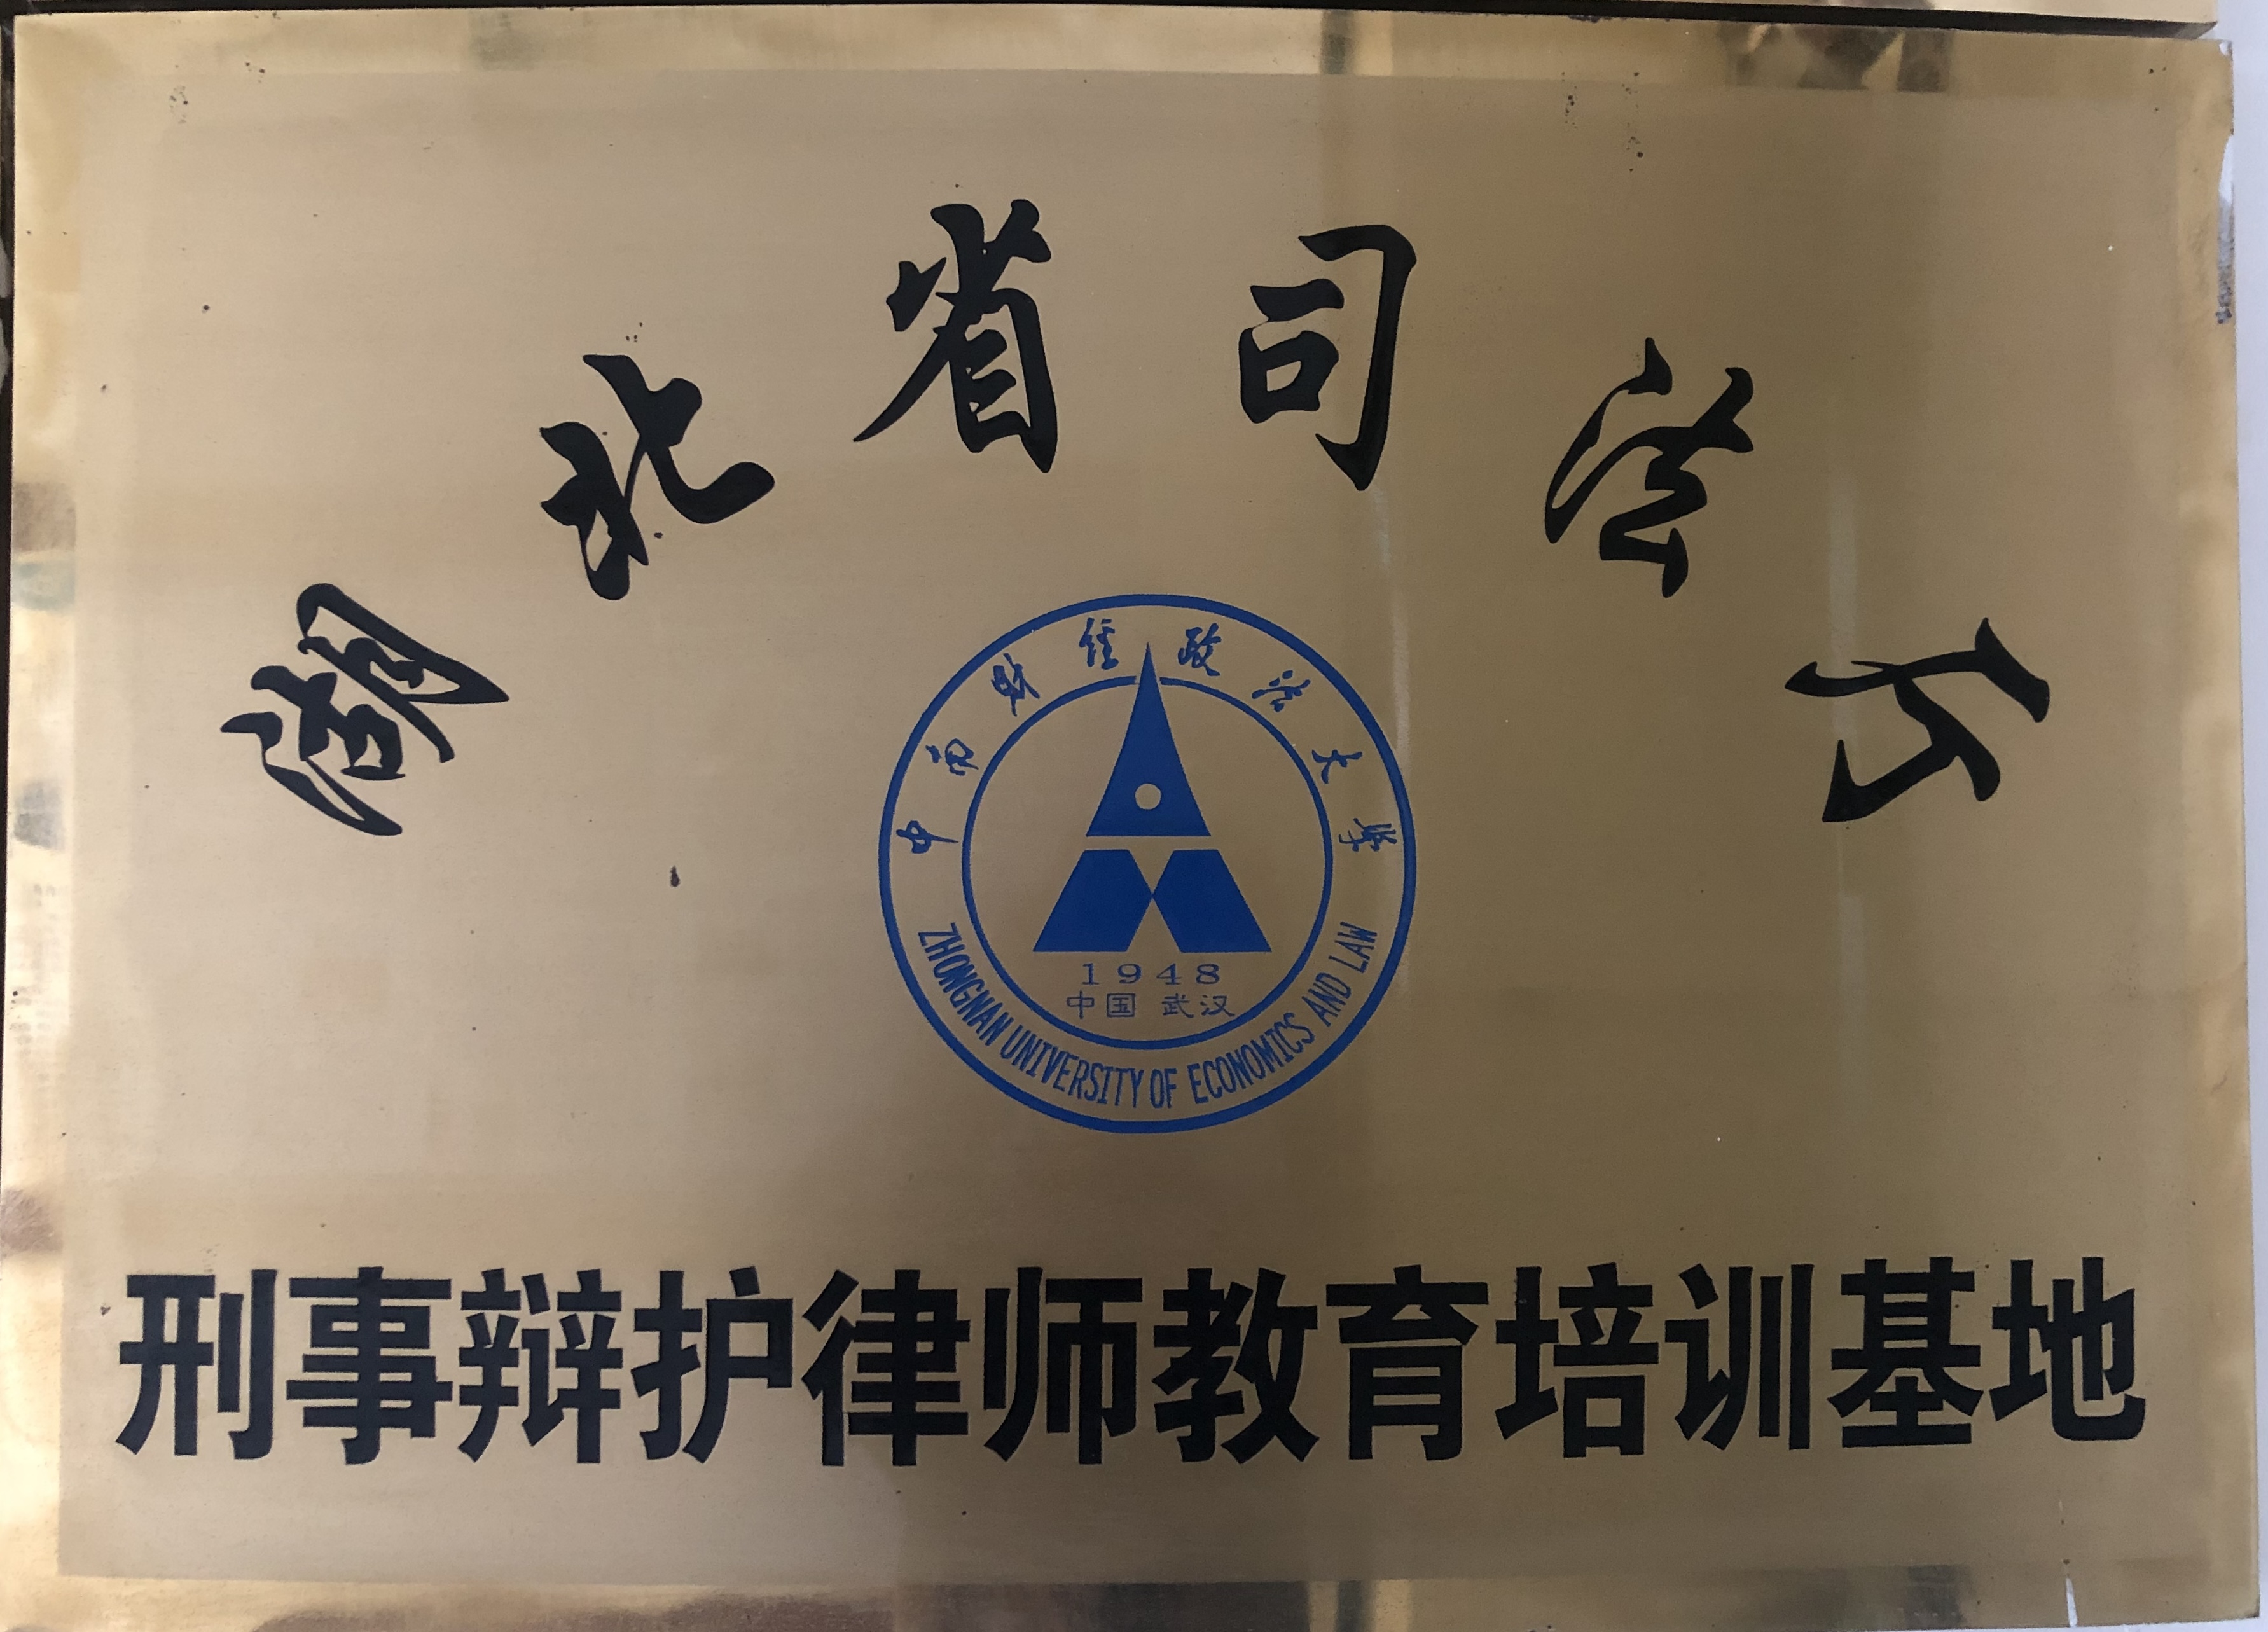 湖北省司法厅
中南财经政法大学
1948
中国 武汉
ZHONGNAN UNIVERSITY OF ECONOMICS AND LAW
刑事辩护律师教育培训基地